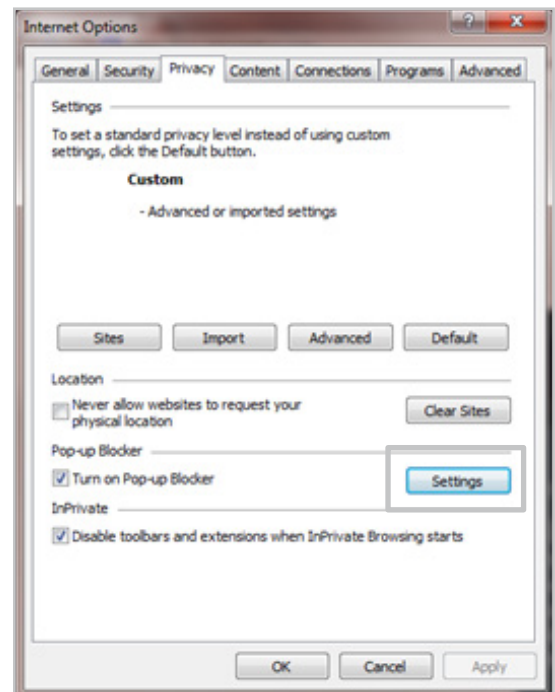 Internet Options
General Security Privacy Content Connections Programs Advanced
Settings
To set a standard privacy level instead of using custom
settings, click the Default button.
Custom
- Advanced or imported settings
Sites Import Advanced Default
Location
Never allow websites to request your
physical location
Clear Sites
Pop-up Blocker
Turn on Pop-up Blocker
Settings
InPrivate
Disable toolbars and extensions when InPrivate Browsing starts
OK Cancel Apply